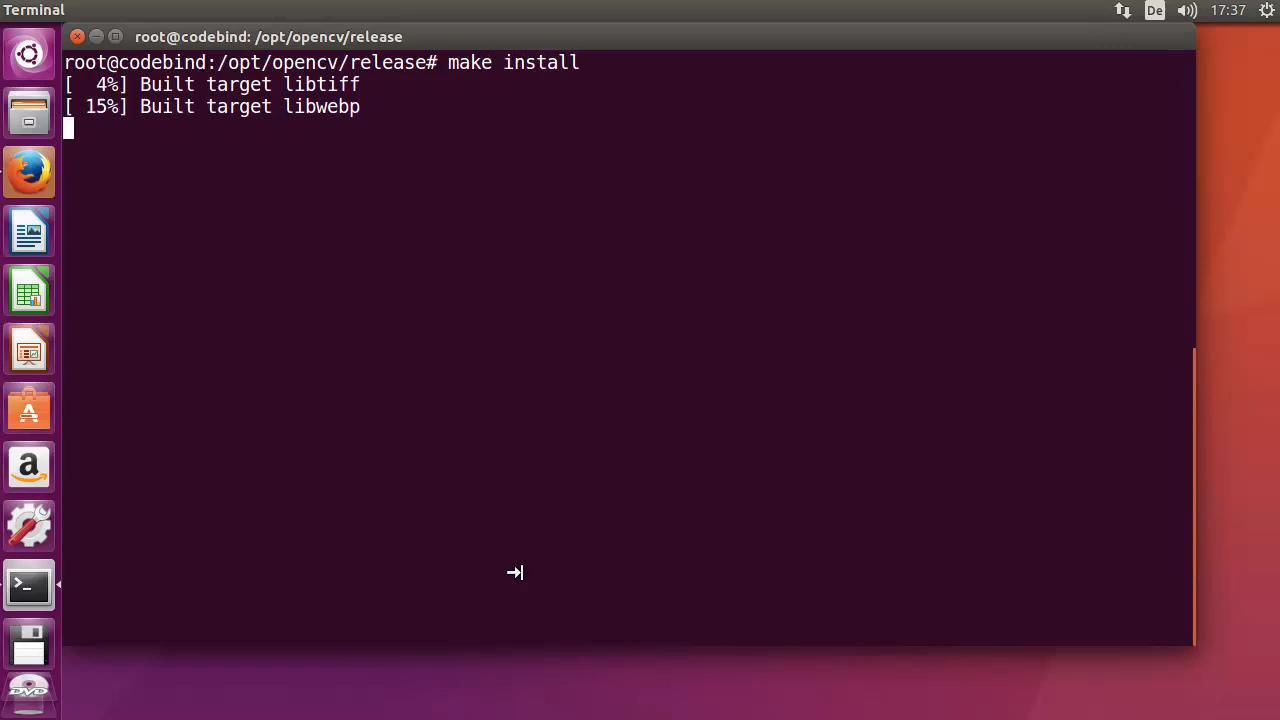 Terminal
De
17:37
root@codebind: /opt/opencv/release
root@codebind:/opt/opencv/release# make install
[  4%] Built target libtiff
[ 15%] Built target libwebp
a
>_
DVD